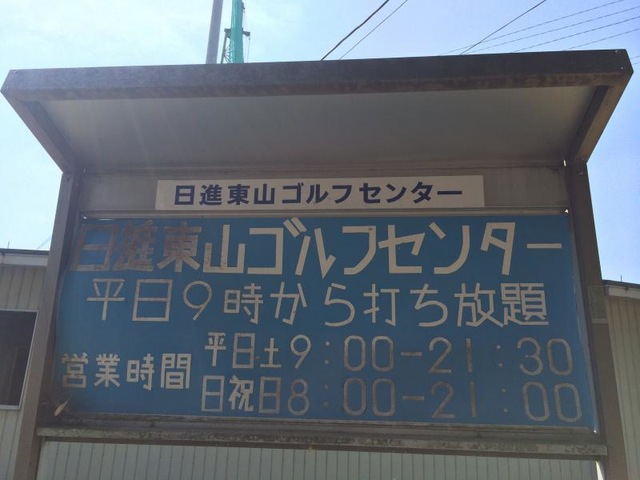 日進東山ゴルフセンター
日進東山ゴルフセンター
平日9時から打ち放題
営業時間 平日土9:00-21:30
日祝日8:00-21:00